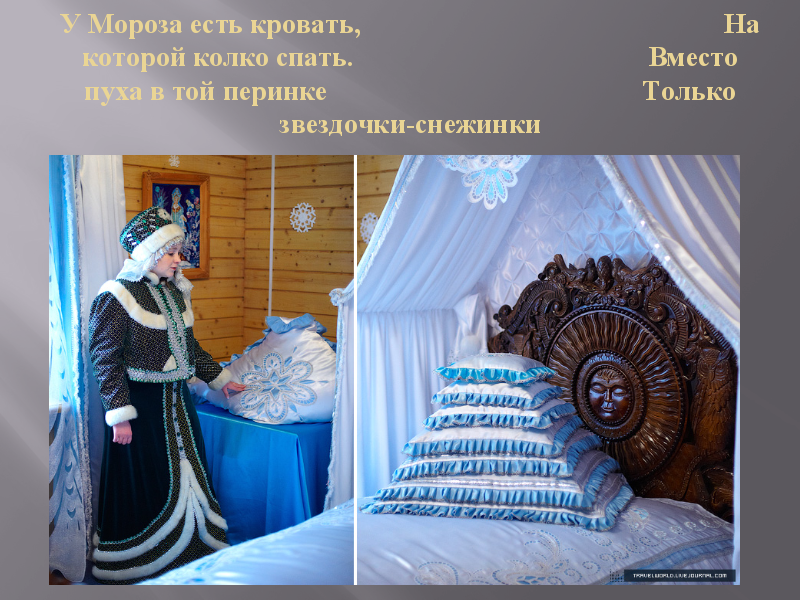 У Мороза есть кровать, На
которой колко спать. Вместо
пуха в той перинке Только
звездочки-снежинки
TRAVELWORLD.LIVEJOURNAL.COM